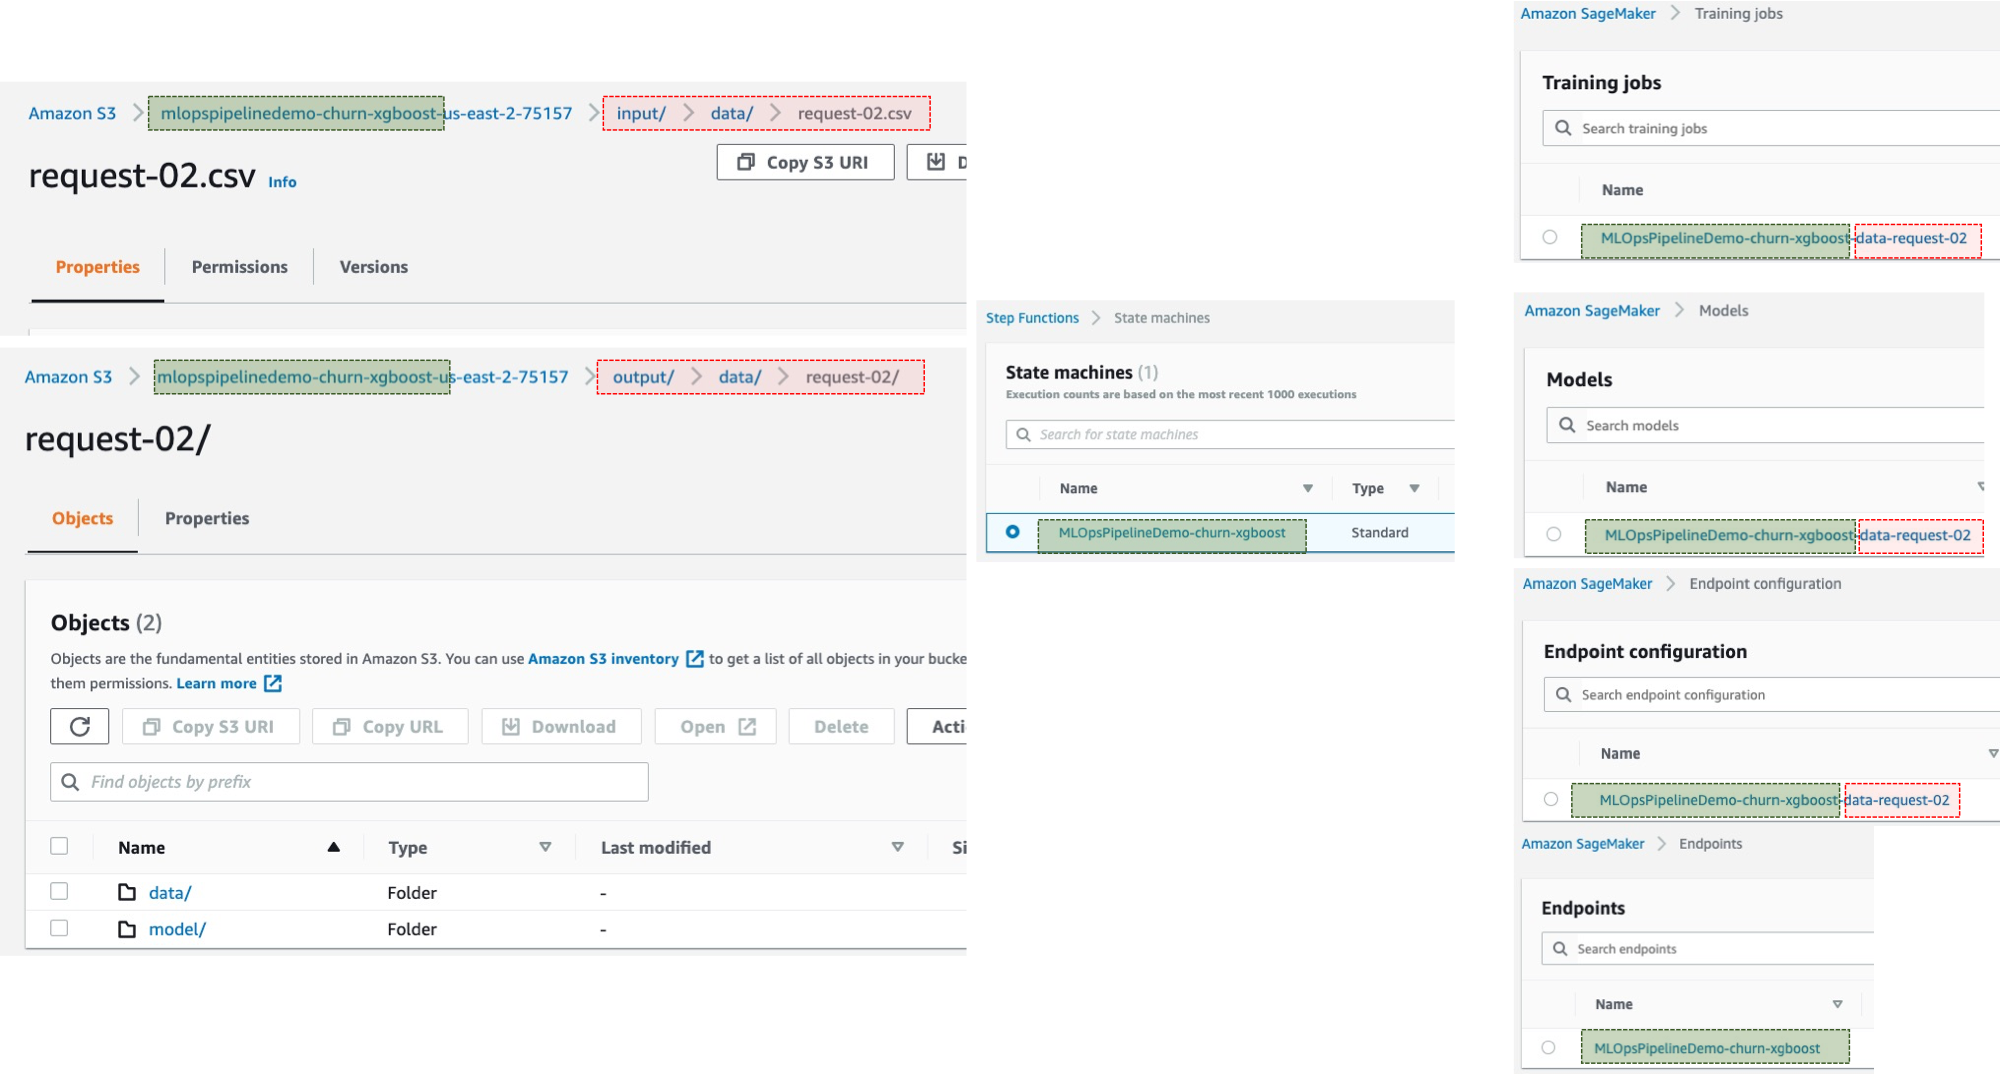 Amazon S3 > mlopspipelinedemo-churn-xgboost-us-east-2-75157 > input/ > data/ > request-02.csv
Copy S3 URI
D
request-02.csv Info
Properties Permissions Versions
Amazon S3 > mlopspipelinedemo-churn-xgboost-us-east-2-75157 > output/ > data/ > request-02/
request-02/
Objects Properties
Objects (2)
Objects are the fundamental entities stored in Amazon S3. You can use Amazon S3 inventory to get a list of all objects in your bucke
them permissions. Learn more
Copy S3 URI Copy URL Download Open Delete Acti
Find objects by prefix
Name Type Last modified Si
data/ Folder -
model/ Folder -
Step Functions > State machines
State machines (1)
Execution counts are based on the most recent 1000 executions
Search for state machines
Name Type
MLOpsPipelineDemo-churn-xgboost Standard
Amazon SageMaker > Training jobs
Training jobs
Search training jobs
Name
MLOpsPipelineDemo-churn-xgboost-data-request-02
Amazon SageMaker > Models
Models
Search models
Name
MLOpsPipelineDemo-churn-xgboost-data-request-02
Amazon SageMaker > Endpoint configuration
Endpoint configuration
Search endpoint configuration
Name
MLOpsPipelineDemo-churn-xgboost-data-request-02
Amazon SageMaker > Endpoints
Endpoints
Search endpoints
Name
MLOpsPipelineDemo-churn-xgboost